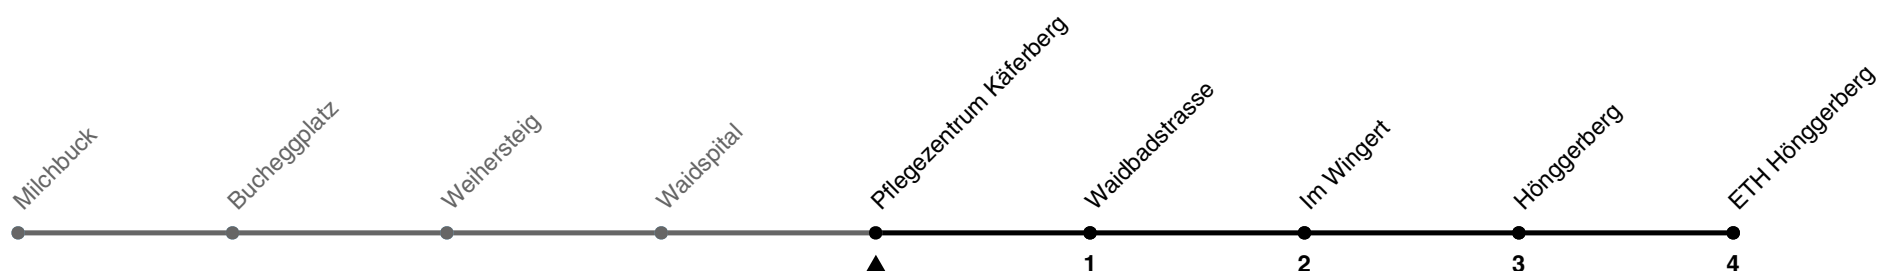 Milchbuck
Bucheggplatz
Weihersteig
Waidspital
Pflegezentrum Käferberg
Waidbadstrasse
Im Wingert
Hönggerberg
ETH Hönggerberg
1 2 3 4